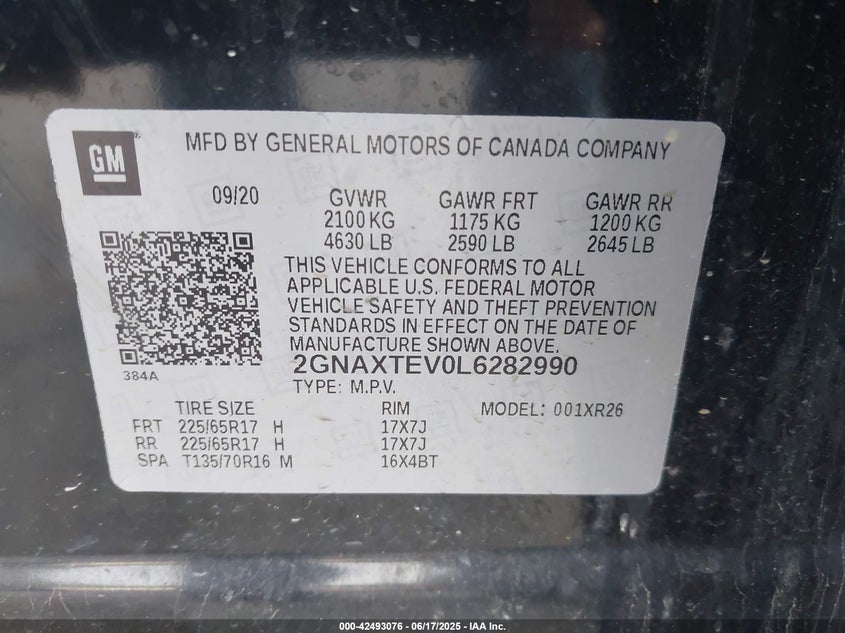 GM
MFD BY GENERAL MOTORS OF CANADA COMPANY
09/20 GVWR GAWR FRT GAWR RR
2100 KG 1175 KG 1200 KG
4630 LB 2590 LB 2645 LB
THIS VEHICLE CONFORMS TO ALL
APPLICABLE U.S. FEDERAL MOTOR
VEHICLE SAFETY AND THEFT PREVENTION
STANDARDS IN EFFECT ON THE DATE OF
MANUFACTURE SHOWN ABOVE.
2GNAXTEV0L6282990
384A
TYPE: M.P.V.
TIRE SIZE RIM MODEL: 001XR26
FRT 225/65R17 H 17X7J
RR 225/65R17 H 17X7J
SPA T135/70R16 M 16X4BT
000-42493076 - 06/17/2025 - IAA Inc.